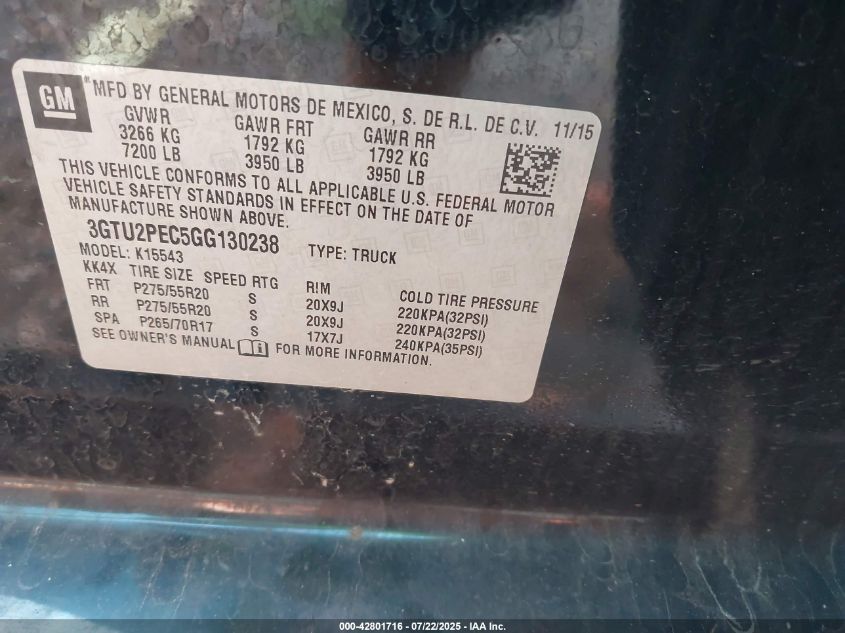 GM
"MFD BY GENERAL MOTORS DE MEXICO, S. DE R.L. DE C.V. 11/15
GVWR GAWR FRT GAWR RR
3266 KG 1792 KG 1792 KG
7200 LB 3950 LB 3950 LB
THIS VEHICLE CONFORMS TO ALL APPLICABLE U.S. FEDERAL MOTOR
VEHICLE SAFETY STANDARDS IN EFFECT ON THE DATE OF
MANUFACTURE SHOWN ABOVE.
3GTU2PEC5GG130238
MODEL: K15543 TYPE: TRUCK
KK4X TIRE SIZE SPEED RTG RIM COLD TIRE PRESSURE
FRT P275/55R20 S 20X9J 220KPA(32PSI)
RR P275/55R20 S 20X9J 220KPA(32PSI)
SPA P265/70R17 S 17X7J 240KPA(35PSI)
SEE OWNER'S MANUAL FOR MORE INFORMATION.
000-42801716 - 07/22/2025 - IAA Inc.